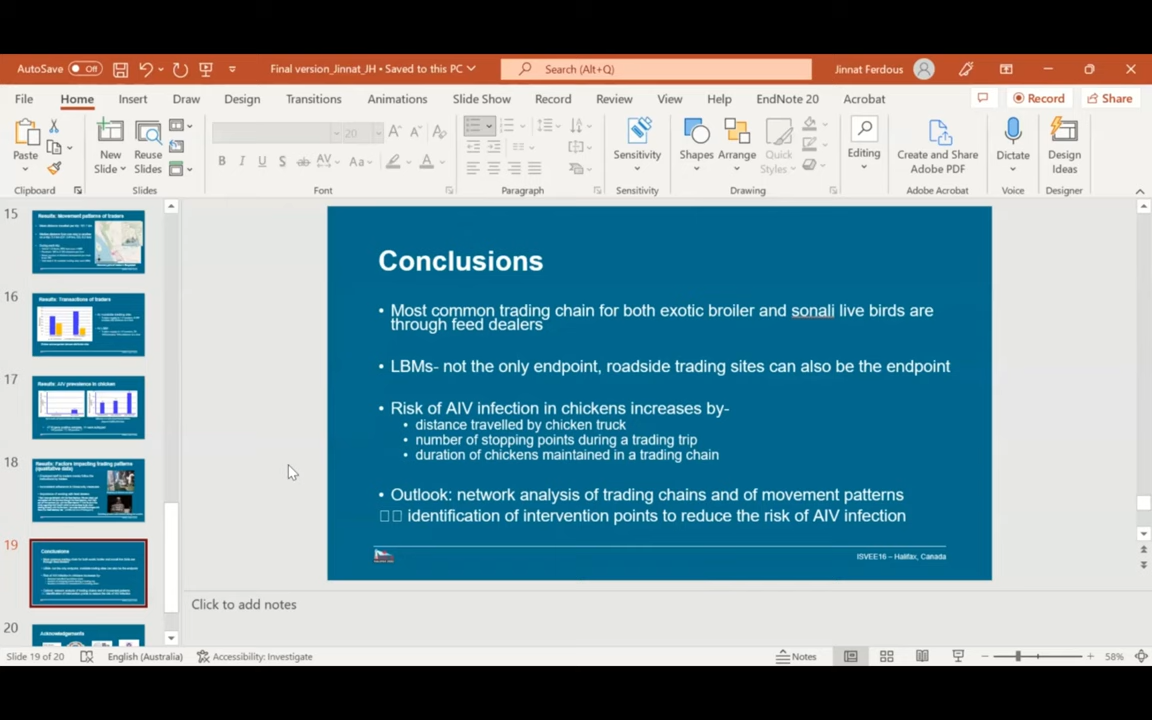 AutoSave Off Final version_Jinnat_JH • Saved to this PC Search (Alt+Q) Jinnat Ferdous
File Home Insert Draw Design Transitions Animations Slide Show Record Review View Help EndNote 20 Acrobat Record Share
Paste New Slide Reuse Slides 20 Sensitivity Shapes Arrange Quick Styles Editing Create and Share Adobe PDF Dictate Design Ideas
Clipboard Slides Font Paragraph Sensitivity Drawing Adobe Acrobat Voice Designer
15
Results: Movement patterns of traders
16
Results: Transactions of traders
17
Results: AIV prevalence in chicken
18
Results: Factors impacting trading patterns
(qualitative data)
19
Conclusions
20
Acknowledgements
Conclusions
• Most common trading chain for both exotic broiler and sonali live birds are
through feed dealers
• LBMs- not the only endpoint, roadside trading sites can also be the endpoint
• Risk of AIV infection in chickens increases by-
• distance travelled by chicken truck
• number of stopping points during a trading trip
• duration of chickens maintained in a trading chain
• Outlook: network analysis of trading chains and of movement patterns
□□ identification of intervention points to reduce the risk of AIV infection
ISVEE16 – Halifax, Canada
Click to add notes
Slide 19 of 20 English (Australia) Accessibility: Investigate Notes 58%